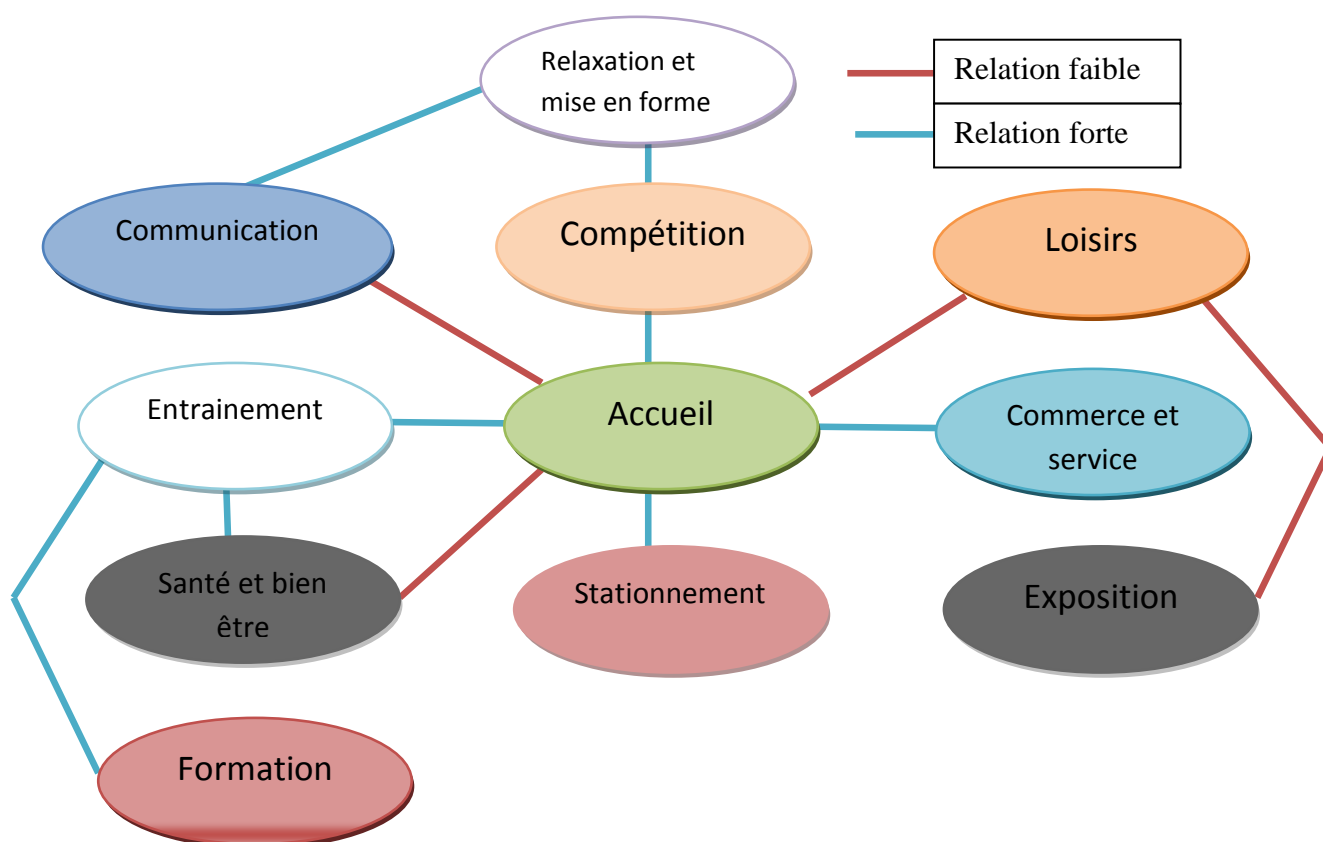 Relaxation et
mise en forme
Relation faible
Relation forte
Communication
Compétition
Loisirs
Entrainement
Accueil
Commerce et
service
Santé et bien
être
Stationnement
Exposition
Formation